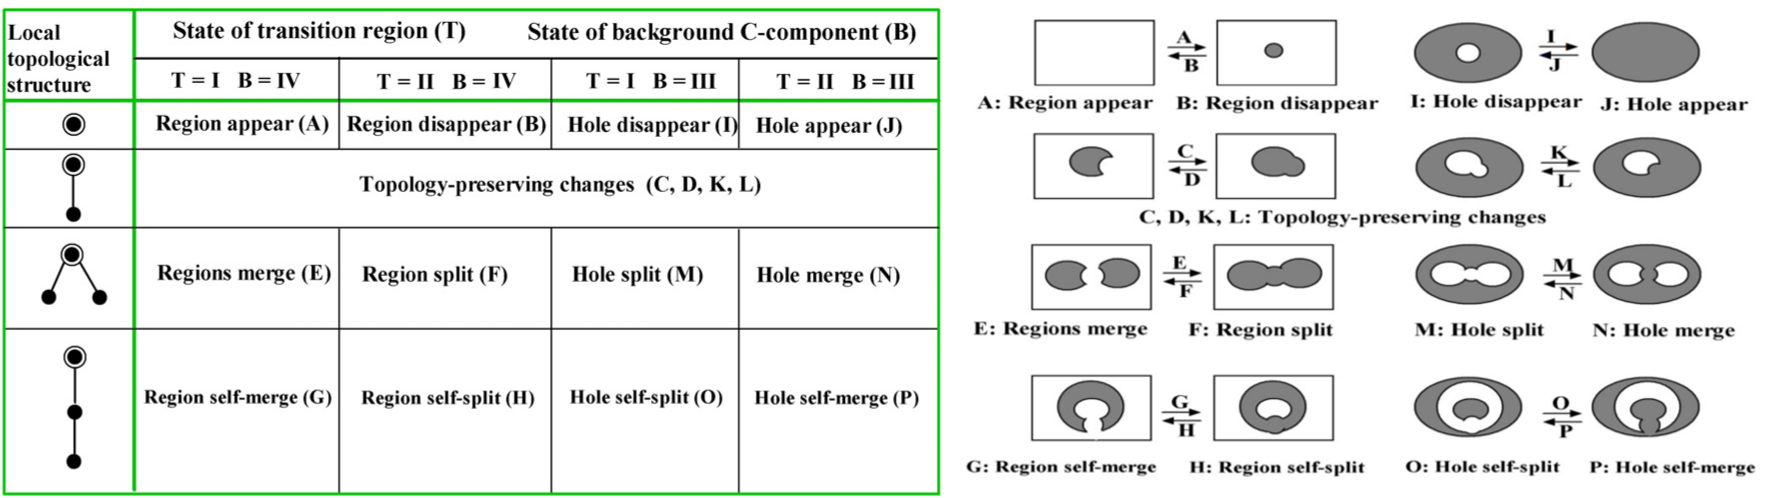 Local
topological
structure
State of transition region (T) State of background C-component (B)
T = I B = IV
T = II B = IV
T = I B = III
T = II B = III
Region appear (A)
Region disappear (B)
Hole disappear (I)
Hole appear (J)
Topology-preserving changes (C, D, K, L)
Regions merge (E)
Region split (F)
Hole split (M)
Hole merge (N)
Region self-merge (G)
Region self-split (H)
Hole self-split (O)
Hole self-merge (P)
A
B
I
J
A: Region appear B: Region disappear
I: Hole disappear J: Hole appear
C
D
K
L
C, D, K, L: Topology-preserving changes
E
F
M
N
E: Regions merge F: Region split
M: Hole split N: Hole merge
G
H
O
P
G: Region self-merge H: Region self-split
O: Hole self-split P: Hole self-merge